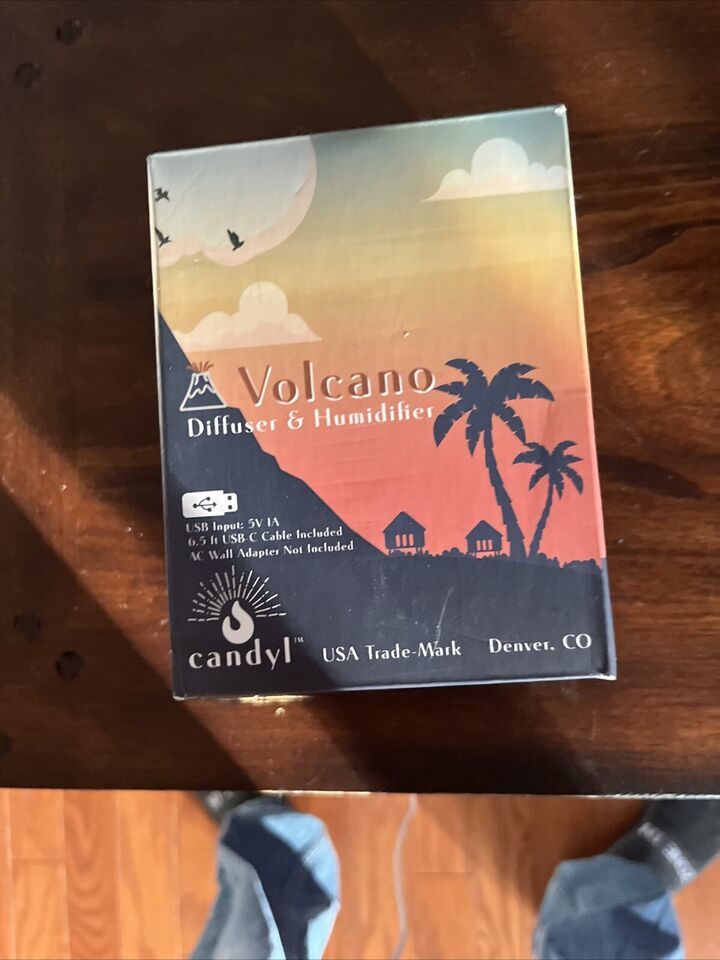 Volcano
Diffuser & Humidifier
USB Input: 5V 1A
6.5 ft USB-C Cable Included
AC Wall Adapter Not Included
candyl™
USA Trade-Mark
Denver, CO